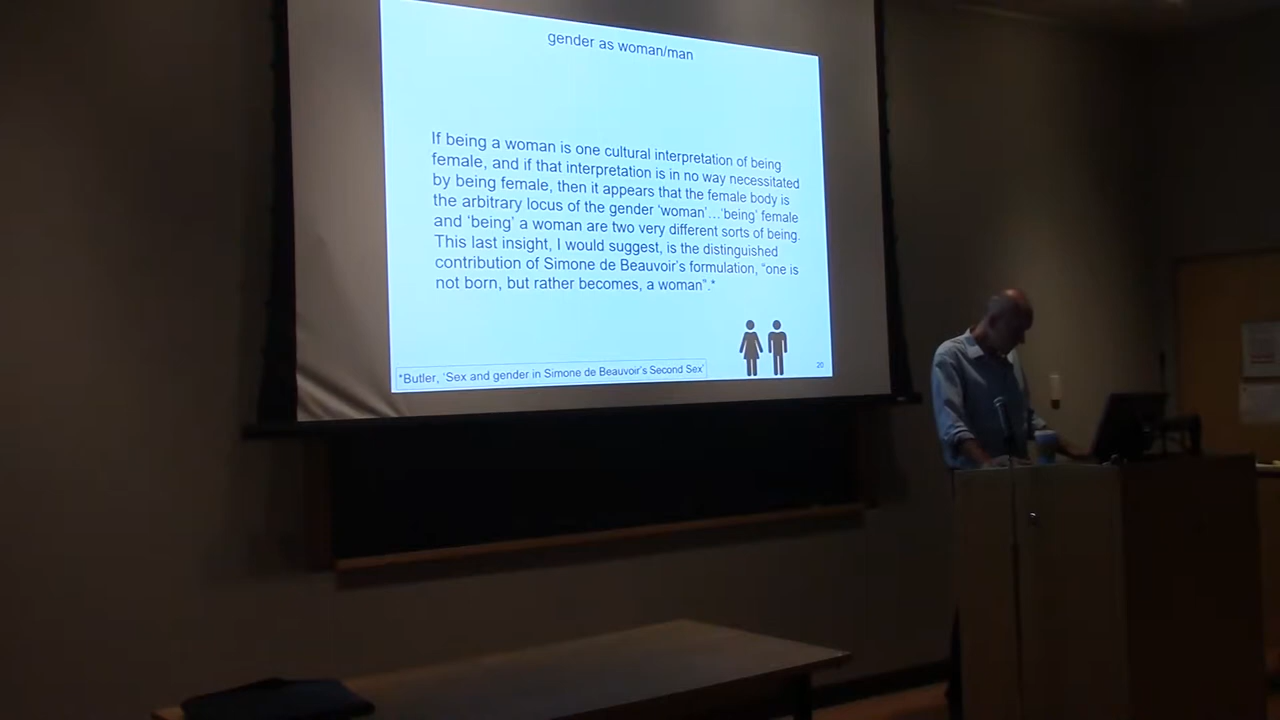 gender as woman/man
If being a woman is one cultural interpretation of being
female, and if that interpretation is in no way necessitated
by being female, then it appears that the female body is
the arbitrary locus of the gender ‘woman’…‘being’ female
and ‘being’ a woman are two very different sorts of being.
This last insight, I would suggest, is the distinguished
contribution of Simone de Beauvoir’s formulation, “one is
not born, but rather becomes, a woman”.*
*Butler, ‘Sex and gender in Simone de Beauvoir’s Second Sex’
20